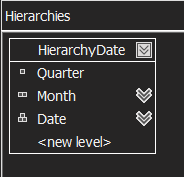 Hierarchies
HierarchyDate
Quarter
Month
Date
<new level>